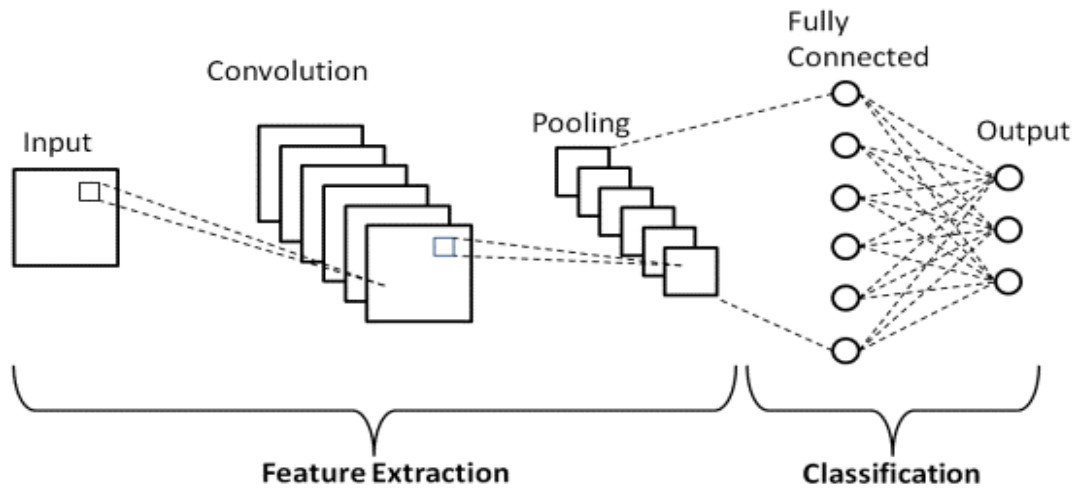 Fully
Connected
Convolution
Pooling
Input
Output
Feature Extraction
Classification